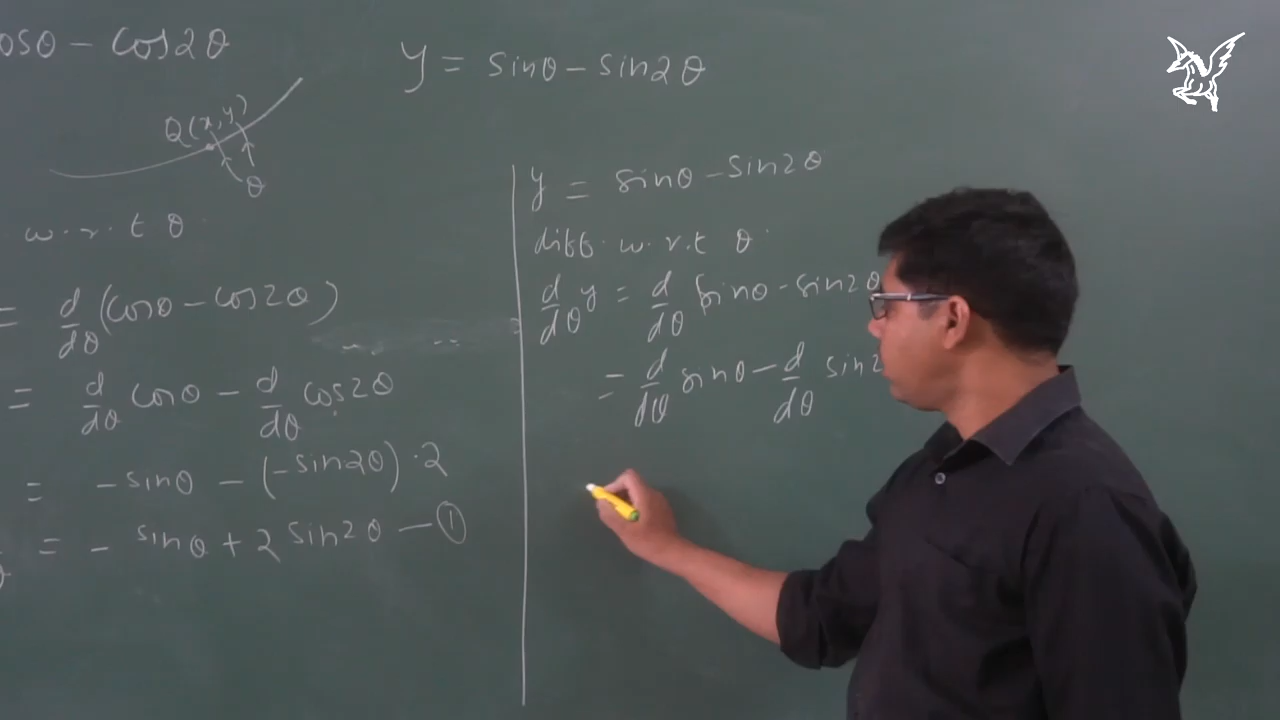 osθ - cos2θ
Q(x,y)
θ
w.r.t θ
= d/dθ (cosθ - cos2θ)
= d/dθ cosθ - d/dθ cos2θ
= -sinθ - (-sin2θ)·2
= - sinθ + 2 sin2θ - ①
y = sinθ - sin2θ
y = sinθ - sin2θ
diff. w.r.t θ.
d/dθ y = d/dθ sinθ - sin2θ
= d/dθ sinθ - d/dθ sin2